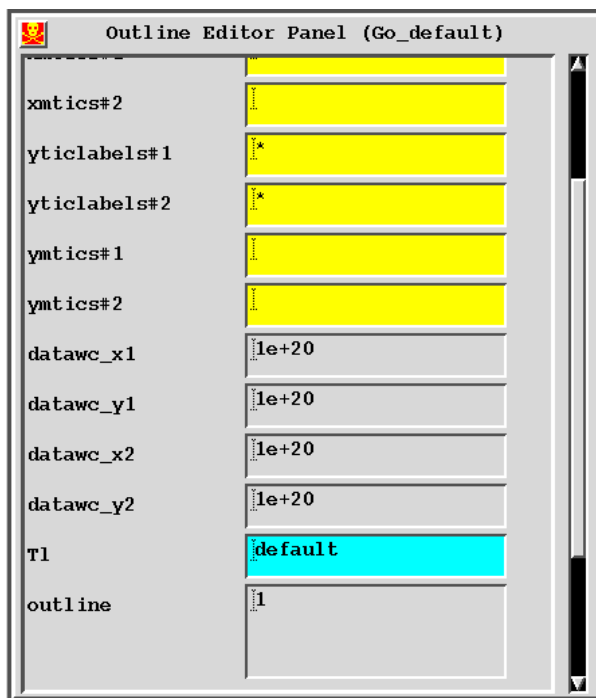 Outline Editor Panel (Go_default)
xmtics#2
yticlabels#1 *
yticlabels#2 *
ymtics#1
ymtics#2
datawc_x1 1e+20
datawc_y1 1e+20
datawc_x2 1e+20
datawc_y2 1e+20
Tl default
outline 1